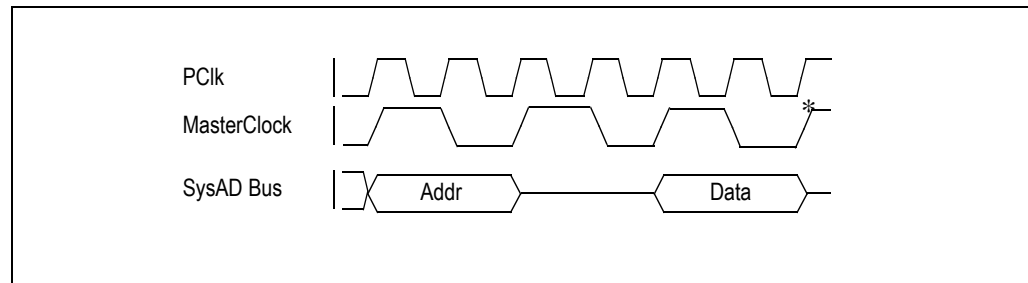 PClk
MasterClock
*
SysAD Bus
Addr
Data